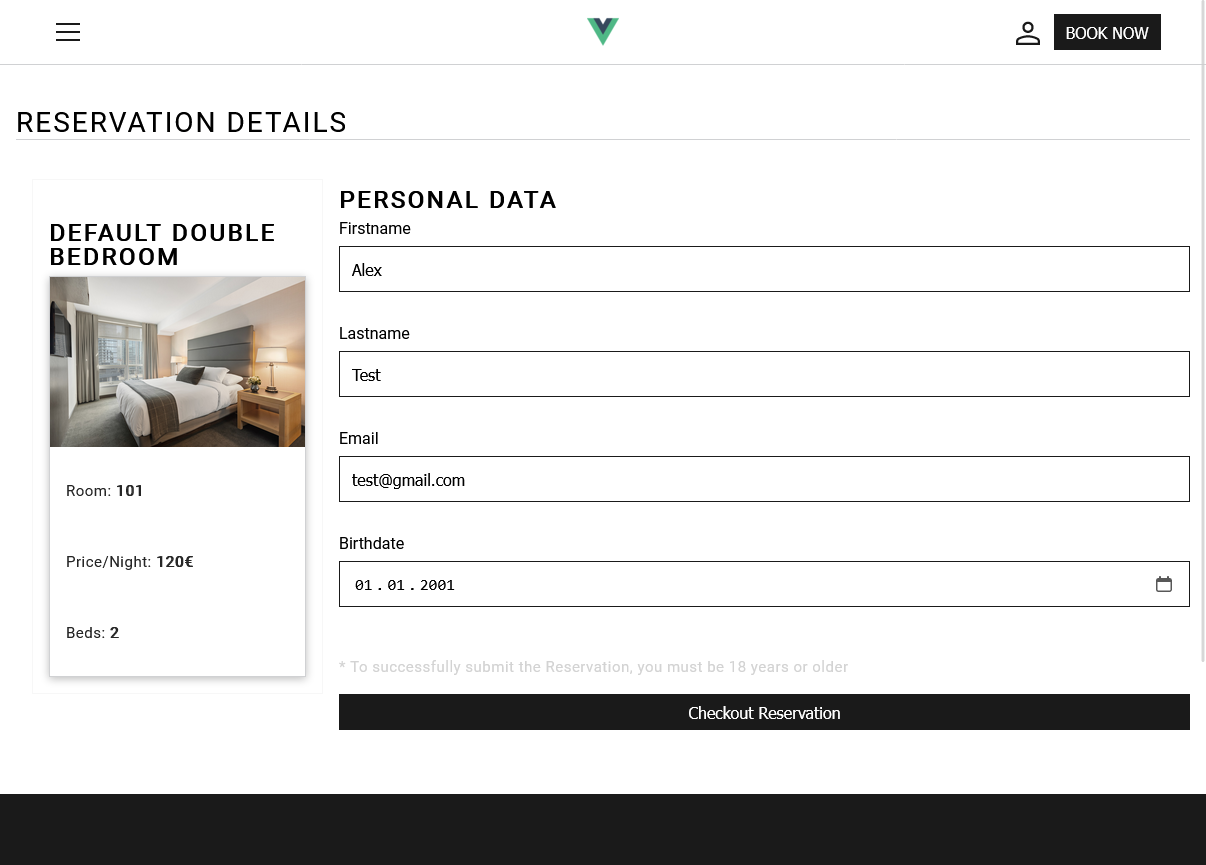 BOOK NOW
RESERVATION DETAILS
DEFAULT DOUBLE
BEDROOM
Room: 101
Price/Night: 120€
Beds: 2
PERSONAL DATA
Firstname
Alex
Lastname
Test
Email
test@gmail.com
Birthdate
01.01.2001
* To successfully submit the Reservation, you must be 18 years or older
Checkout Reservation